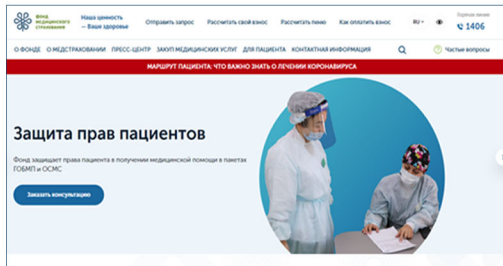 ФОНД
МЕДИЦИНСКОГО
СТРАХОВАНИЯ
Наша ценность
— Ваше здоровье
Отправить запрос
Рассчитать свой взнос
Рассчитать пеню
Как оплатить взнос
RU
Горячая линия
1406
О ФОНДЕ
О МЕДСТРАХОВАНИИ
ПРЕСС-ЦЕНТР
ЗАКУП МЕДИЦИНСКИХ УСЛУГ
ДЛЯ ПАЦИЕНТА
КОНТАКТНАЯ ИНФОРМАЦИЯ
Частые вопросы
МАРШРУТ ПАЦИЕНТА: ЧТО ВАЖНО ЗНАТЬ О ЛЕЧЕНИИ КОРОНАВИРУСА
Защита прав пациентов
Фонд защищает права пациента в получении медицинской помощи в пакетах
ГОБМП и ОСМС
Заказать консультацию